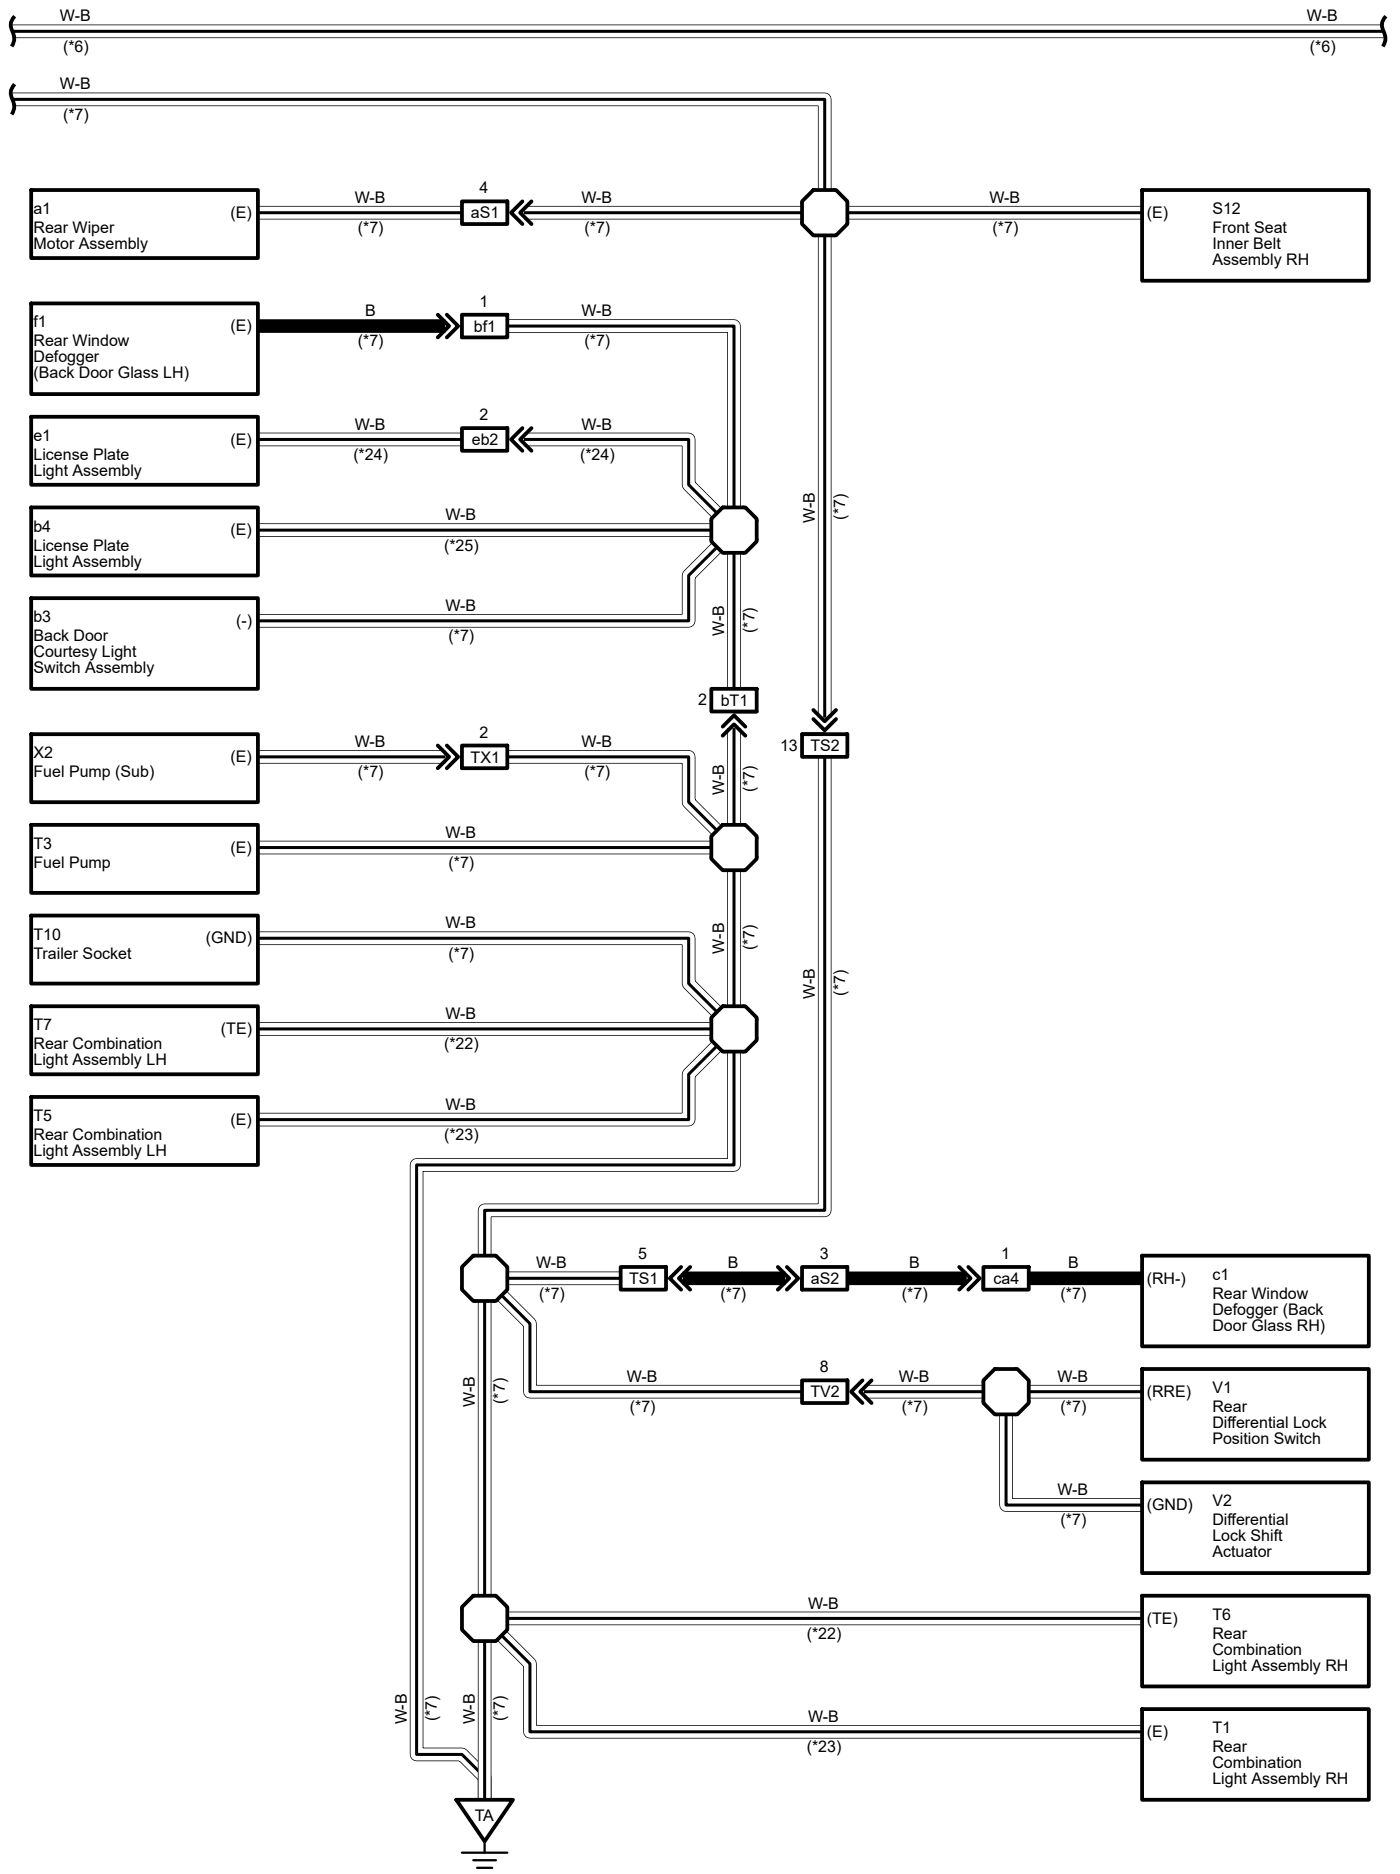 W-B
W-B
(*6)
(*6)
W-B
(*7)
a1
Rear Wiper
Motor Assembly
(E)
W-B
(*7)
4
aS1
W-B
(*7)
W-B
(*7)
(E)
S12
Front Seat
Inner Belt
Assembly RH
f1
Rear Window
Defogger
(Back Door Glass LH)
(E)
B
(*7)
1
bf1
W-B
(*7)
e1
License Plate
Light Assembly
(E)
W-B
(*24)
2
eb2
W-B
(*24)
W-B
(*7)
b4
License Plate
Light Assembly
(E)
W-B
(*25)
b3
Back Door
Courtesy Light
Switch Assembly
(-)
W-B
(*7)
W-B
(*7)
2
bT1
13
TS2
X2
Fuel Pump (Sub)
(E)
W-B
(*7)
2
TX1
W-B
(*7)
W-B
(*7)
T3
Fuel Pump
(E)
W-B
(*7)
T10
Trailer Socket
(GND)
W-B
(*7)
W-B
(*7)
W-B
(*7)
T7
Rear Combination
Light Assembly LH
(TE)
W-B
(*22)
T5
Rear Combination
Light Assembly LH
(E)
W-B
(*23)
W-B
(*7)
5
TS1
B
(*7)
3
aS2
B
(*7)
1
ca4
B
(*7)
(RH-)
c1
Rear Window
Defogger (Back
Door Glass RH)
W-B
(*7)
W-B
(*7)
8
TV2
W-B
(*7)
W-B
(*7)
(RRE)
V1
Rear
Differential Lock
Position Switch
W-B
(*7)
(GND)
V2
Differential
Lock Shift
Actuator
W-B
(*22)
(TE)
T6
Rear
Combination
Light Assembly RH
W-B
(*7)
W-B
(*7)
W-B
(*23)
(E)
T1
Rear
Combination
Light Assembly RH
TA